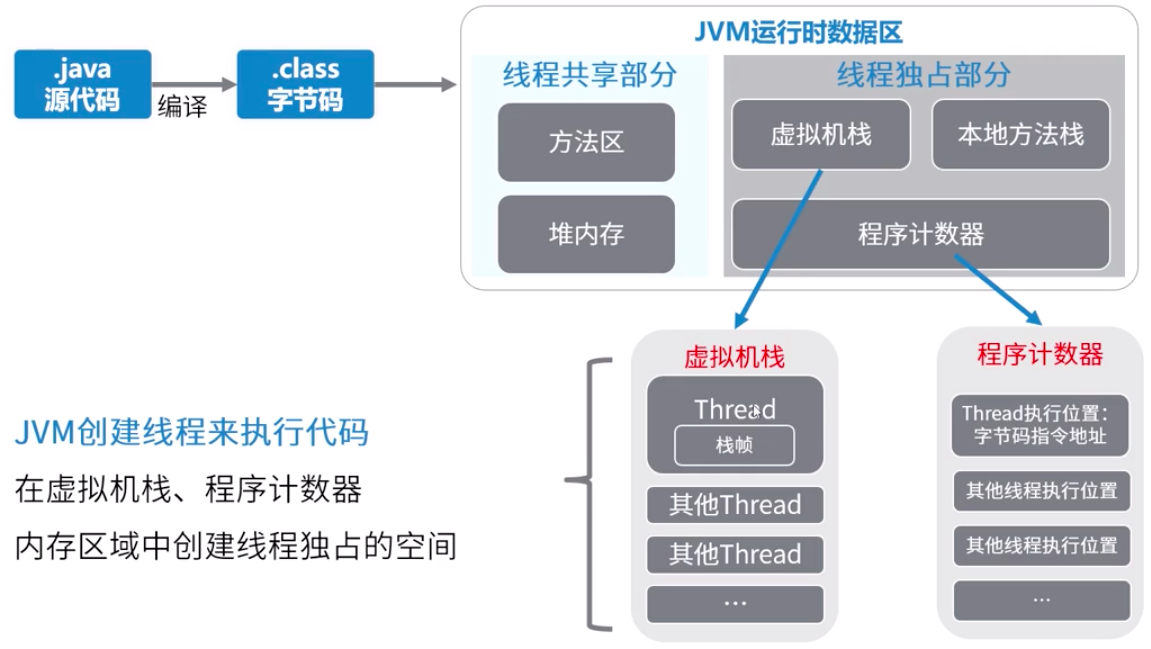 JVM运行时数据区
.java
源代码
编译
.class
字节码
线程共享部分
方法区
堆内存
线程独占部分
虚拟机栈
本地方法栈
程序计数器
JVM创建线程来执行代码
在虚拟机栈、程序计数器
内存区域中创建线程独占的空间
虚拟机栈
Thread
栈帧
其他Thread
其他Thread
...
程序计数器
Thread执行位置：
字节码指令地址
其他线程执行位置
其他线程执行位置
...